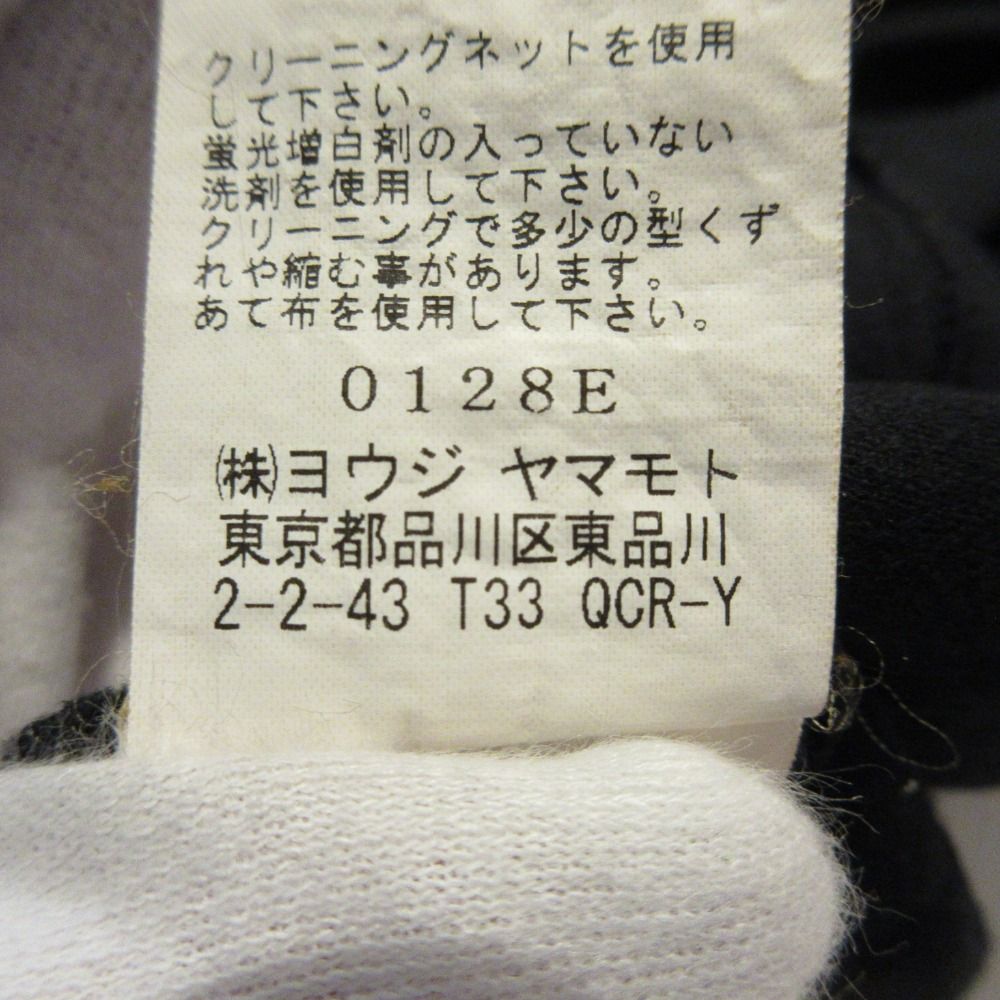 クリーニングネットを使用
して下さい。
蛍光増白剤の入っていない
洗剤を使用して下さい。
クリーニングで多少の型くず
れや縮む事があります。
あて布を使用して下さい。
0128E
㈱ヨウジ ヤマモト
東京都品川区東品川
2-2-43 T33 QCR-Y